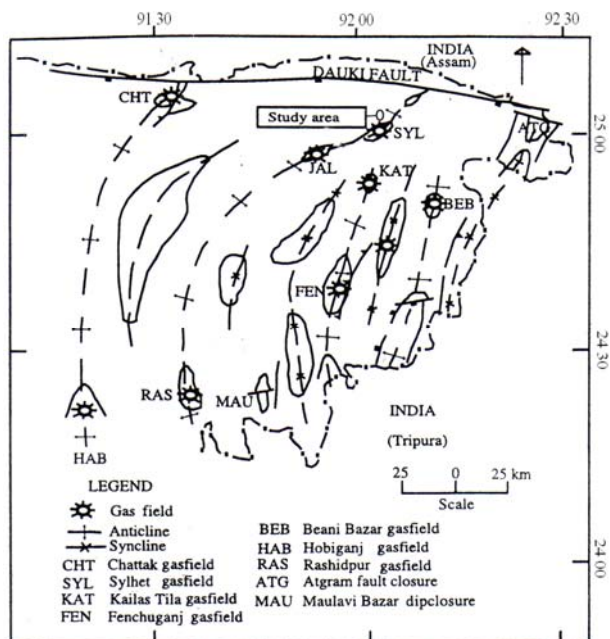 91.30 92.00 92.30
INDIA
(Assam)
DAUKI FAULT
CHT
Study area
SYL
ATG
25.00
JAL
KAT
BEB
FEN
24.30
RAS
MAU
HAB
INDIA
(Tripura)
25 0 25 km
Scale
LEGEND
Gas field
Anticline
Syncline
CHT Chattak gasfield
SYL Sylhet gasfield
KAT Kailas Tila gasfield
FEN Fenchuganj gasfield
BEB Beani Bazar gasfield
HAB Hobiganj gasfield
RAS Rashidpur gasfield
ATG Atgram fault closure
MAU Maulavi Bazar dipclosure
24 00